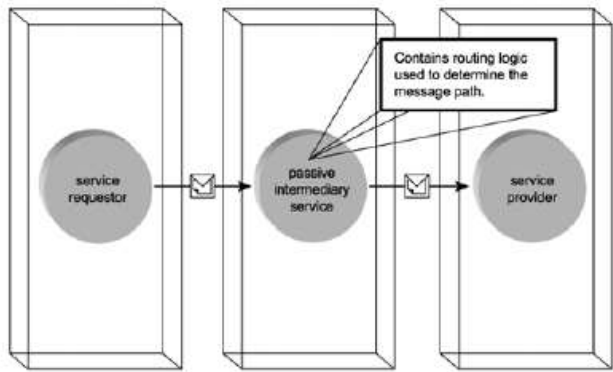 Contains routing logic
used to determine the
message path.
service
requestor
passive
intermediary
service
service
provider